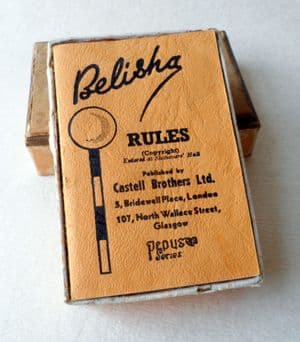 Belisha
RULES
(Copyright)
Entered at Stationers' Hall
Published by
Castell Brothers Ltd.
5, Bridewell Place, London
107, North Wallace Street,
Glasgow
Pepys
Series